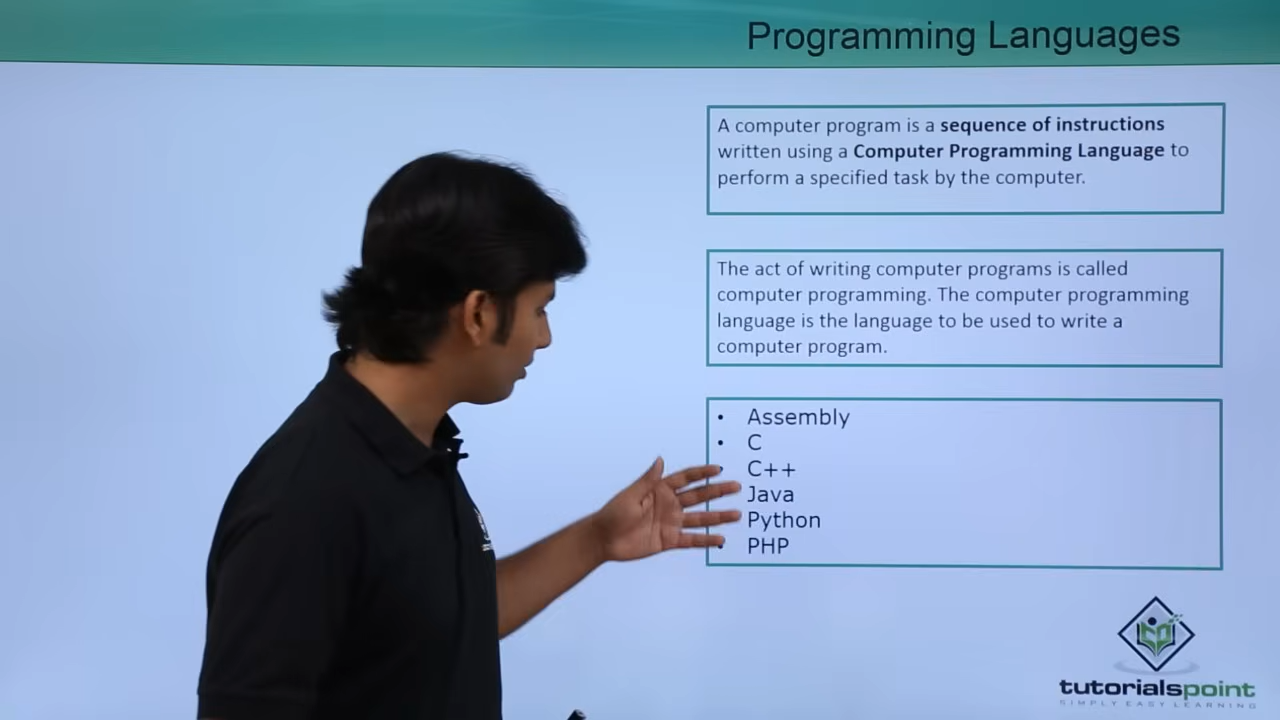 Programming Languages
A computer program is a sequence of instructions
written using a Computer Programming Language to
perform a specified task by the computer.
The act of writing computer programs is called
computer programming. The computer programming
language is the language to be used to write a
computer program.
• Assembly
• C
• C++
Java
Python
• PHP
tutorialspoint
SIMPLY EASY LEARNING